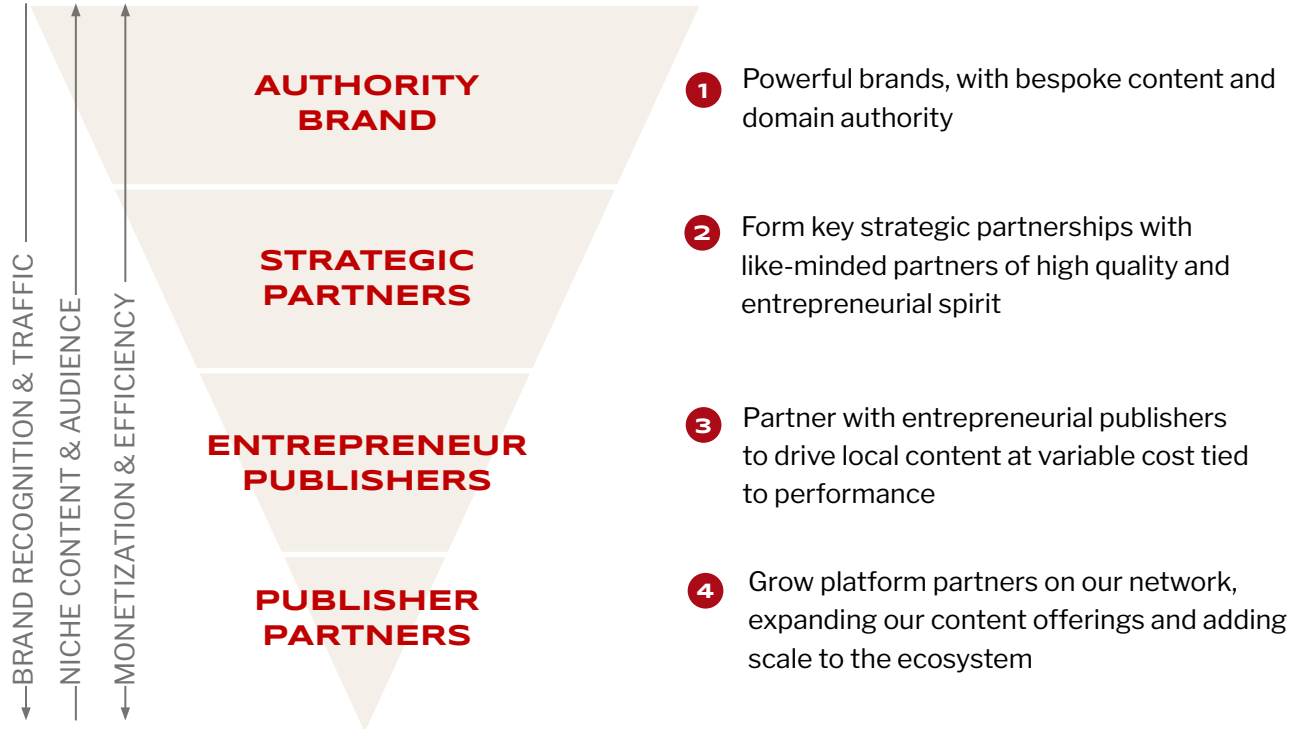 AUTHORITY
BRAND
1
Powerful brands, with bespoke content and
domain authority
STRATEGIC
PARTNERS
2
Form key strategic partnerships with
like-minded partners of high quality and
entrepreneurial spirit
ENTREPRENEUR
PUBLISHERS
3
Partner with entrepreneurial publishers
to drive local content at variable cost tied
to performance
PUBLISHER
PARTNERS
4
Grow platform partners on our network,
expanding our content offerings and adding
scale to the ecosystem
BRAND RECOGNITION & TRAFFIC
NICHE CONTENT & AUDIENCE
MONETIZATION & EFFICIENCY